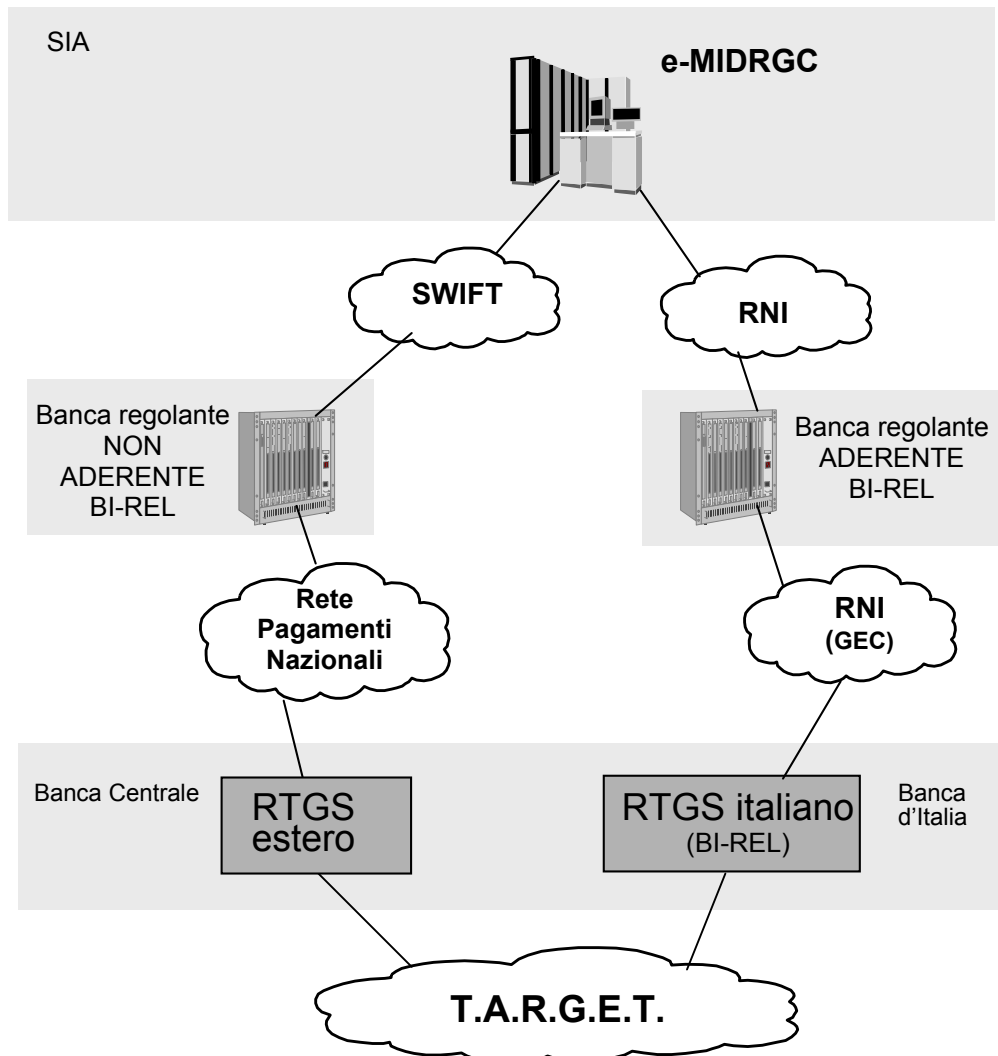 SIA
e-MIDRGC
SWIFT
RNI
Banca regolante
NON
ADERENTE
BI-REL
Banca regolante
ADERENTE
BI-REL
Rete
Pagamenti
Nazionali
RNI
(GEC)
Banca Centrale
RTGS
estero
RTGS italiano
(BI-REL)
Banca
d’Italia
T.A.R.G.E.T.